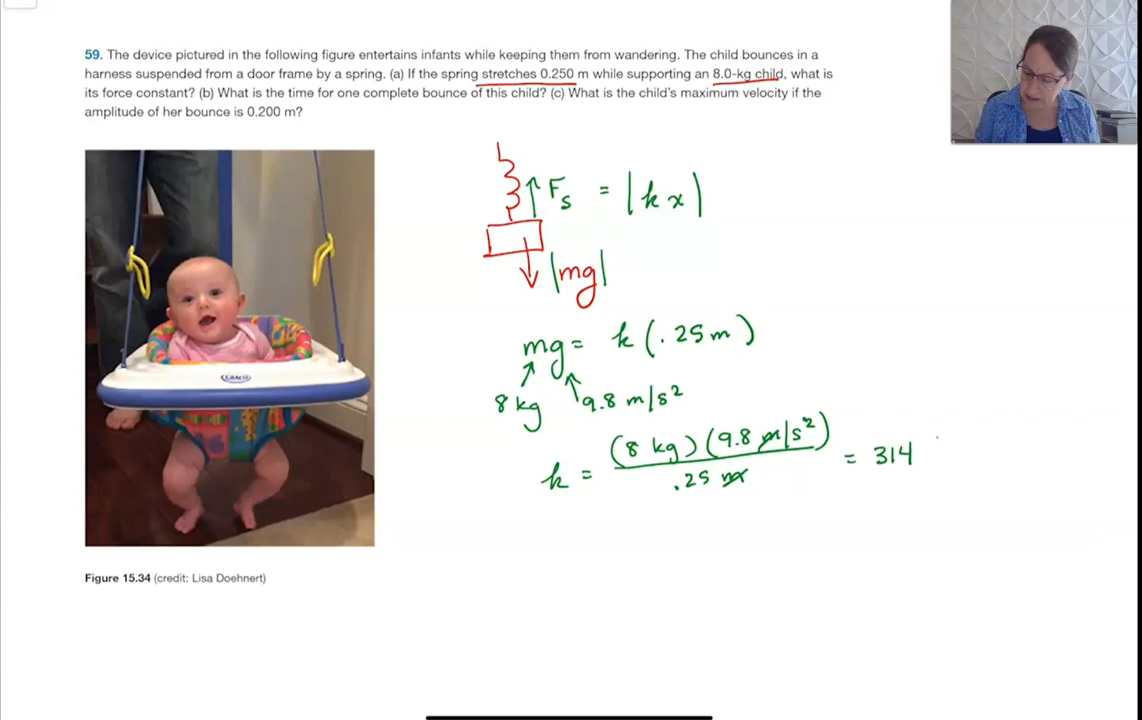 59. The device pictured in the following figure entertains infants while keeping them from wandering. The child bounces in a
harness suspended from a door frame by a spring. (a) If the spring stretches 0.250 m while supporting an 8.0-kg child, what is
its force constant? (b) What is the time for one complete bounce of this child? (c) What is the child's maximum velocity if the
amplitude of her bounce is 0.200 m?
Fs = |kx|
|mg|
mg = k (.25m)
8 kg 9.8 m/s²
k = (8 kg)(9.8 m/s²) / .25 m = 314
GRACO
Figure 15.34 (credit: Lisa Doehnert)